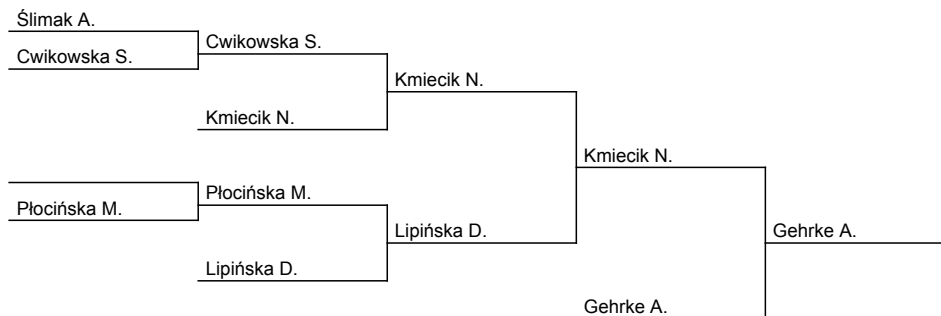 Ślimak A.
Cwikowska S.
Cwikowska S.
Kmiecik N.
Kmiecik N.
Kmiecik N.
Płocińska M.
Płocińska M.
Lipińska D.
Gehrke A.
Lipińska D.
Gehrke A.